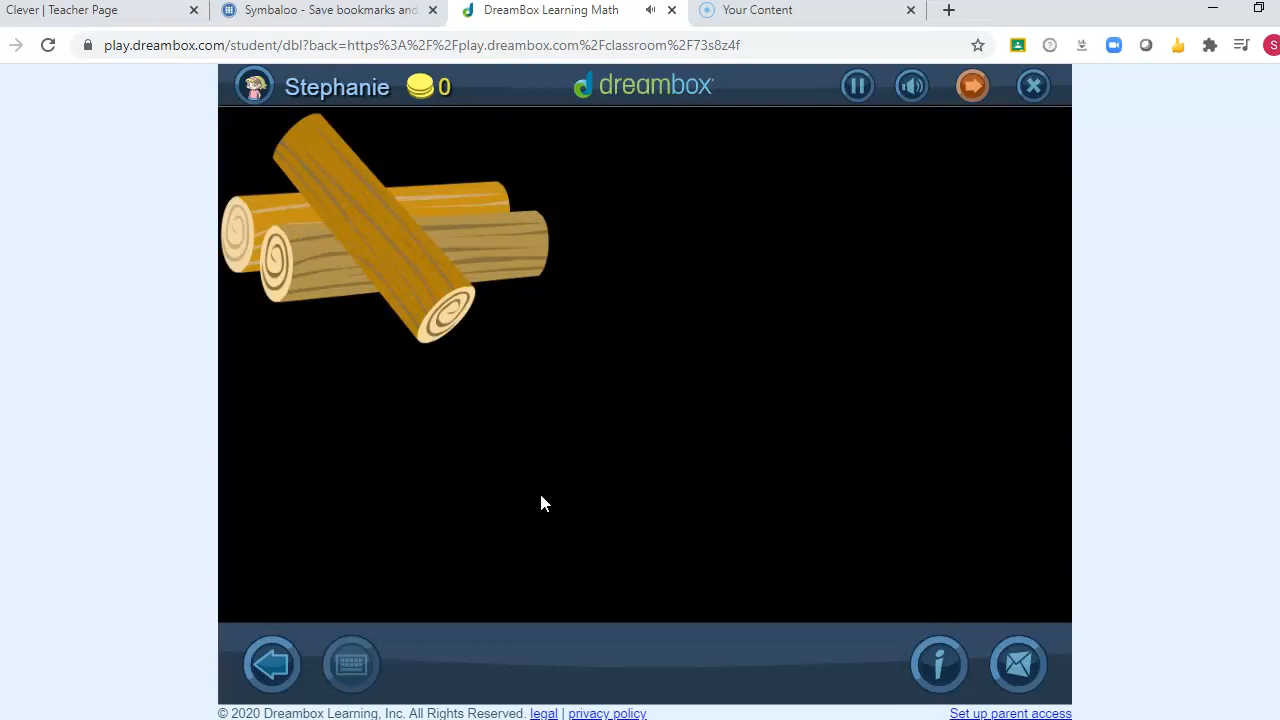 Clever | Teacher Page
Symbaloo - Save bookmarks and
DreamBox Learning Math
Your Content
play.dreambox.com/student/dbl?back=https%3A%2F%2Fplay.dreambox.com%2Fclassroom%2F73s8z4f
S
Stephanie 0 dreambox
© 2020 Dreambox Learning, Inc. All Rights Reserved. legal | privacy policy
Set up parent access